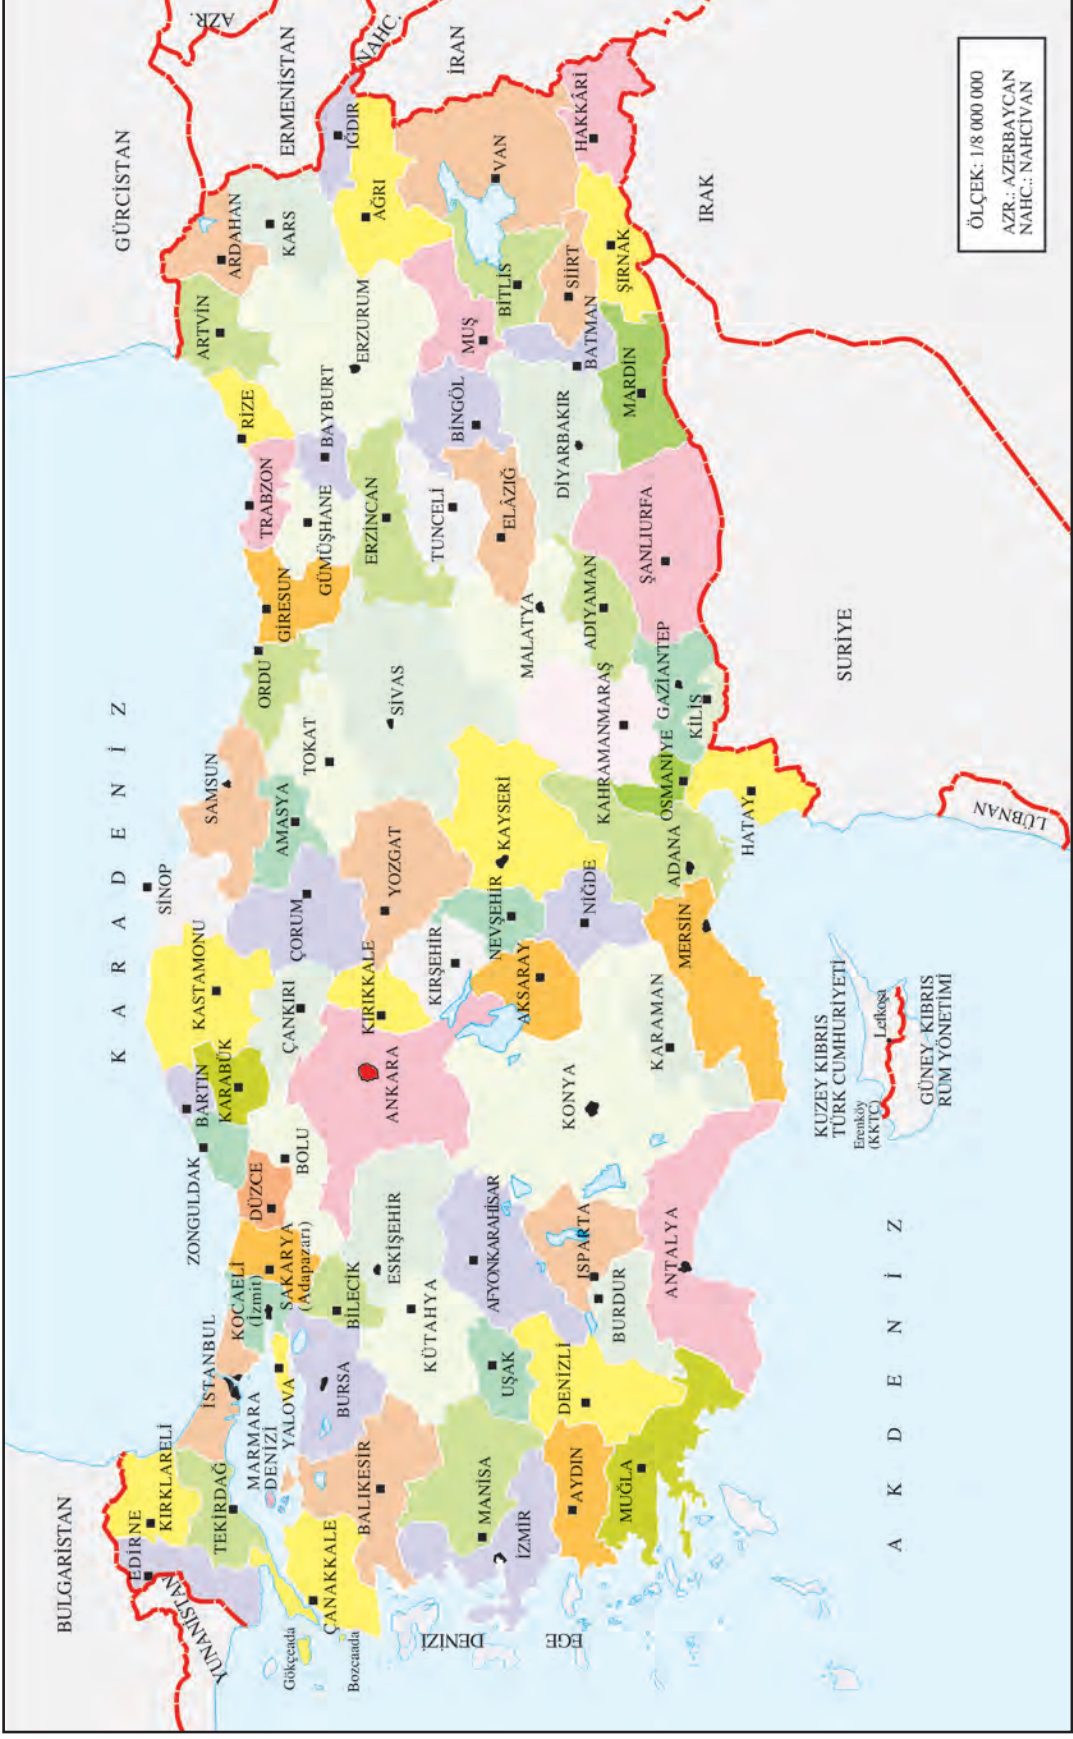 BULGARİSTAN
YUNANİSTAN
K A R A D E N İ Z
GÜRCİSTAN
AZR.
ERMENİSTAN
NAHC.
İRAN
IRAK
SURİYE
LÜBNAN
EDİRNE
KIRKLARELİ
TEKİRDAĞ
İSTANBUL
MARMARA
DENİZİ
YALOVA
KOCAELİ
(İzmit)
SAKARYA
(Adapazarı)
DÜZCE
ZONGULDAK
BARTIN
KARABÜK
BOLU
KASTAMONU
SİNOP
ÇANKIRI
ÇORUM
SAMSUN
AMASYA
TOKAT
ORDU
GİRESUN
GÜMÜŞHANE
TRABZON
BAYBURT
RİZE
ARTVİN
ARDAHAN
KARS
IĞDIR
Gökçeada
Bozcaada
ÇANAKKALE
BALIKESİR
BURSA
BİLECİK
ESKİŞEHİR
KÜTAHYA
ANKARA
KIRIKKALE
KIRŞEHİR
YOZGAT
SİVAS
ERZİNCAN
TUNCELİ
ERZURUM
AĞRI
EGE
DENİZİ
MANİSA
İZMİR
UŞAK
AFYONKARAHİSAR
AYDIN
DENİZLİ
MUĞLA
BURDUR
ISPARTA
ANTALYA
KONYA
AKSARAY
NEVŞEHİR
KAYSERİ
NİĞDE
KARAMAN
MERSİN
ADANA
OSMANİYE
HATAY
KAHRAMANMARAŞ
GAZİANTEP
KİLİS
MALATYA
ADIYAMAN
ŞANLIURFA
ELÂZIĞ
BİNGÖL
DİYARBAKIR
MARDİN
MUŞ
BATMAN
BİTLİS
SİİRT
ŞIRNAK
VAN
HAKKÂRİ
A K D E N İ Z
KUZEY KIBRIS
TÜRK CUMHURİYETİ
Erenköy
(KKTC)
Lefkoşa
GÜNEY KIBRIS
RUM YÖNETİMİ
ÖLÇEK: 1/8 000 000
AZR.: AZERBAYCAN
NAHC.: NAHCİVAN